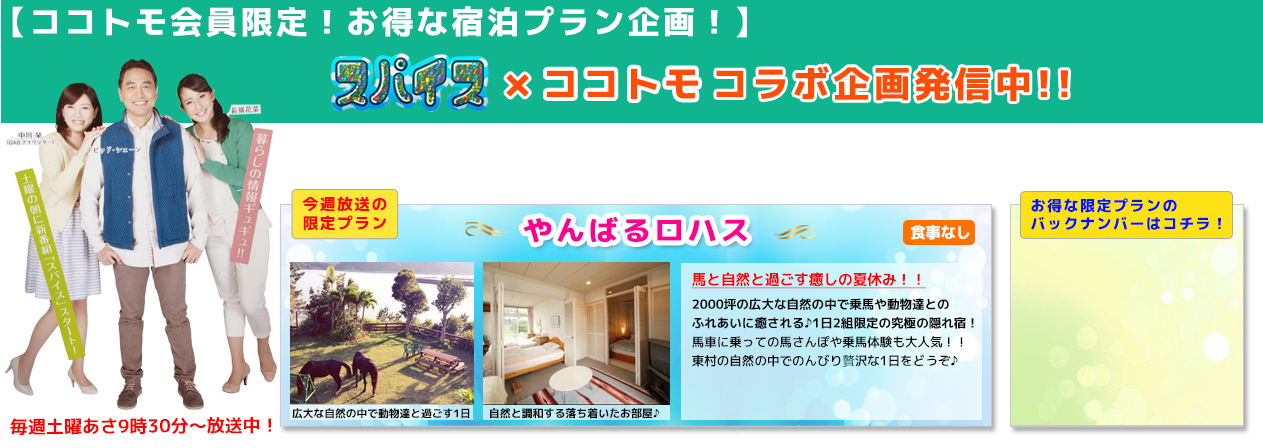 【ココトモ会員限定！お得な宿泊プラン企画！】
スパイス×ココトモ コラボ企画発信中!!
中川 栞
(QABアナウンサー)
デビッド・シェーン
長嶺花菜
暮らしの情報ギュギュ!!
土曜の朝に新番組「スパイス」スタート！
毎週土曜あさ9時30分～放送中！
今週放送の
限定プラン
やんばるロハス
食事なし
広大な自然の中で動物達と過ごす1日
自然と調和する落ち着いたお部屋♪
馬と自然と過ごす癒しの夏休み！！
2000坪の広大な自然の中で乗馬や動物達との
ふれあいに癒される♪1日2組限定の究極の隠れ宿！
馬車に乗っての馬さんぽや乗馬体験も大人気！！
東村の自然の中でのんびり贅沢な1日をどうぞ♪
お得な限定プランの
バックナンバーはコチラ！